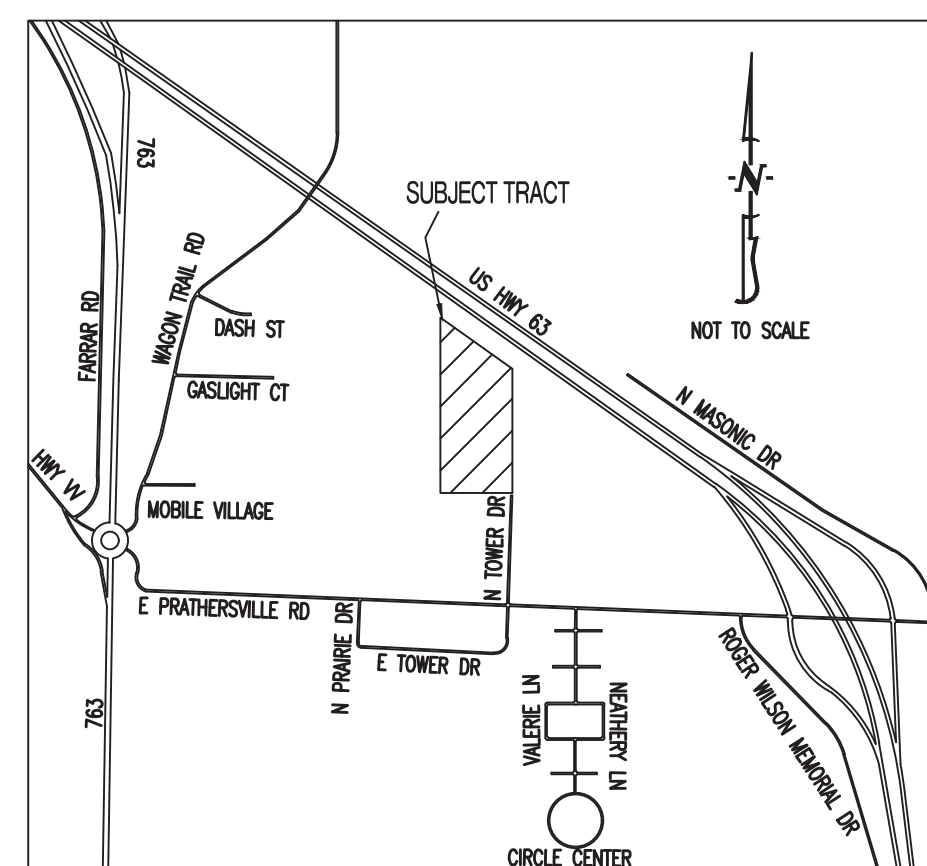 763
SUBJECT TRACT
N
WAGON TRAIL RD
US HWY 63
FARRAR RD
DASH ST
NOT TO SCALE
GASLIGHT CT
N MASONIC DR
HWY VV
MOBILE VILLAGE
N TOWER DR
E PRATHERSVILLE RD
N PRAIRIE DR
E TOWER DR
ROGER WILSON MEMORIAL DR
763
VALERIE LN
NEATHERY LN
CIRCLE CENTER